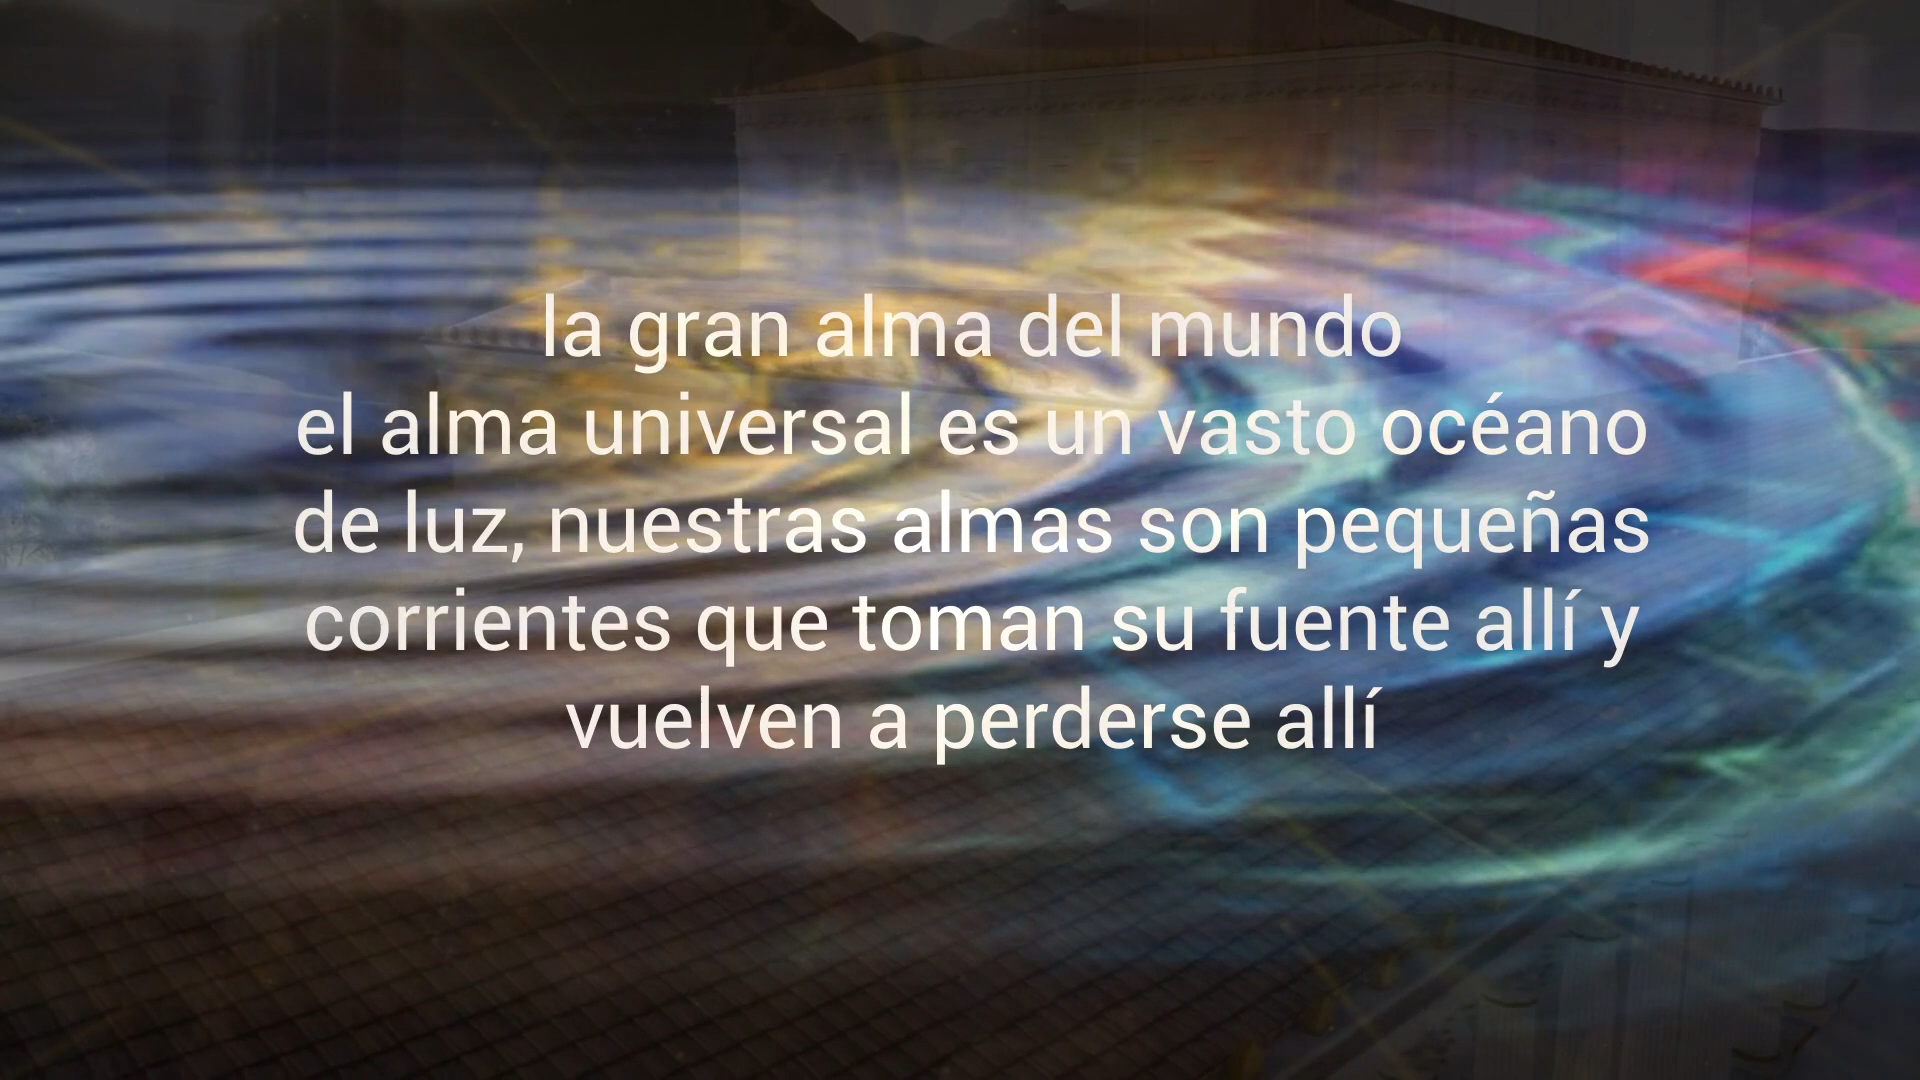 la gran alma del mundo
el alma universal es un vasto océano
de luz, nuestras almas son pequeñas
corrientes que toman su fuente allí y
vuelven a perderse allí